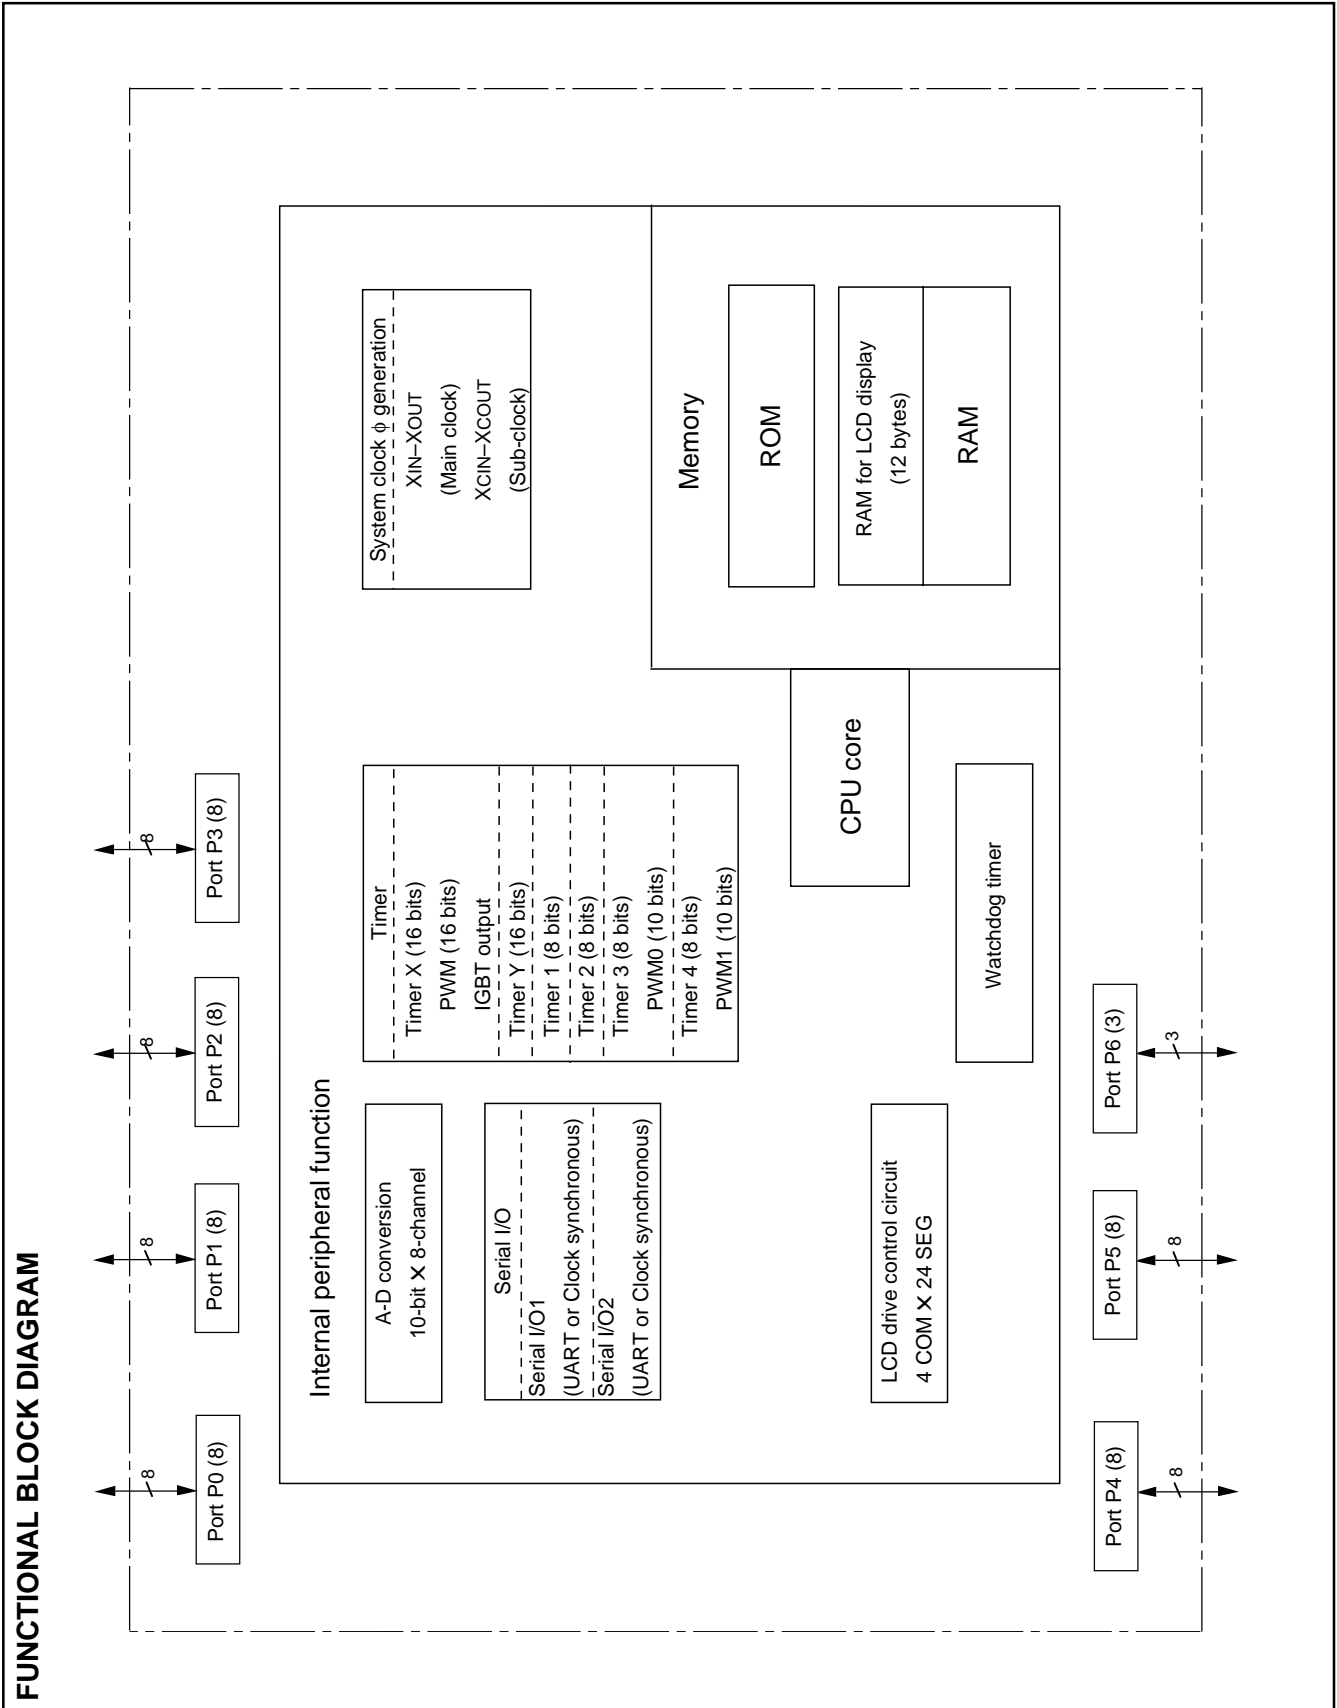 FUNCTIONAL BLOCK DIAGRAM
8
8
8
8
Port P0 (8)
Port P1 (8)
Port P2 (8)
Port P3 (8)
Internal peripheral function
A-D conversion
10-bit ✕ 8-channel
Serial I/O
Serial I/O1
(UART or Clock synchronous)
Serial I/O2
(UART or Clock synchronous)
Timer
Timer X (16 bits)
PWM (16 bits)
IGBT output
Timer Y (16 bits)
Timer 1 (8 bits)
Timer 2 (8 bits)
Timer 3 (8 bits)
PWM0 (10 bits)
Timer 4 (8 bits)
PWM1 (10 bits)
System clock ϕ generation
XIN–XOUT
(Main clock)
XCIN–XCOUT
(Sub-clock)
Memory
ROM
RAM for LCD display
(12 bytes)
RAM
CPU core
LCD drive control circuit
4 COM ✕ 24 SEG
Watchdog timer
Port P4 (8)
Port P5 (8)
Port P6 (3)
8
8
3